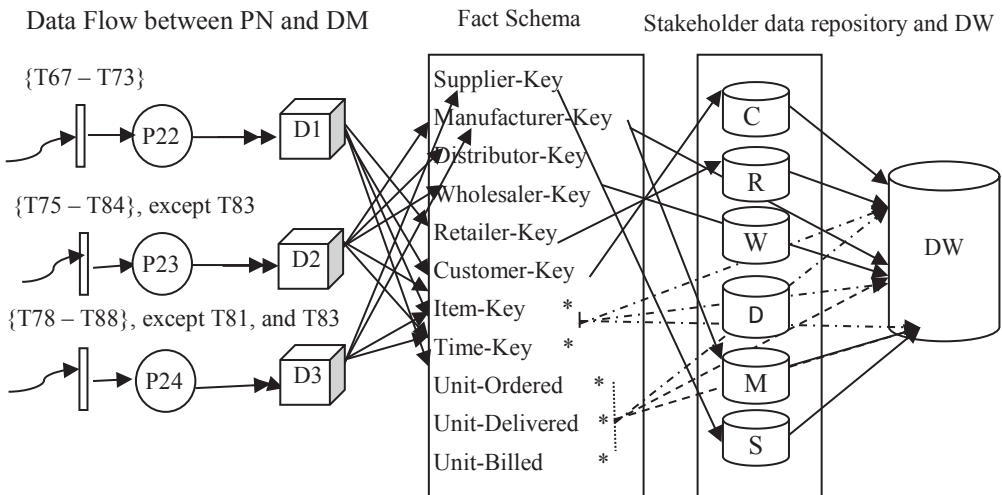 Data Flow between PN and DM
Fact Schema
Stakeholder data repository and DW
{T67 – T73}
P22
D1
{T75 – T84}, except T83
P23
D2
{T78 – T88}, except T81, and T83
P24
D3
Supplier-Key
Manufacturer-Key
Distributor-Key
Wholesaler-Key
Retailer-Key
Customer-Key
Item-Key *
Time-Key *
Unit-Ordered *
Unit-Delivered *
Unit-Billed *
C
R
W
D
M
S
DW